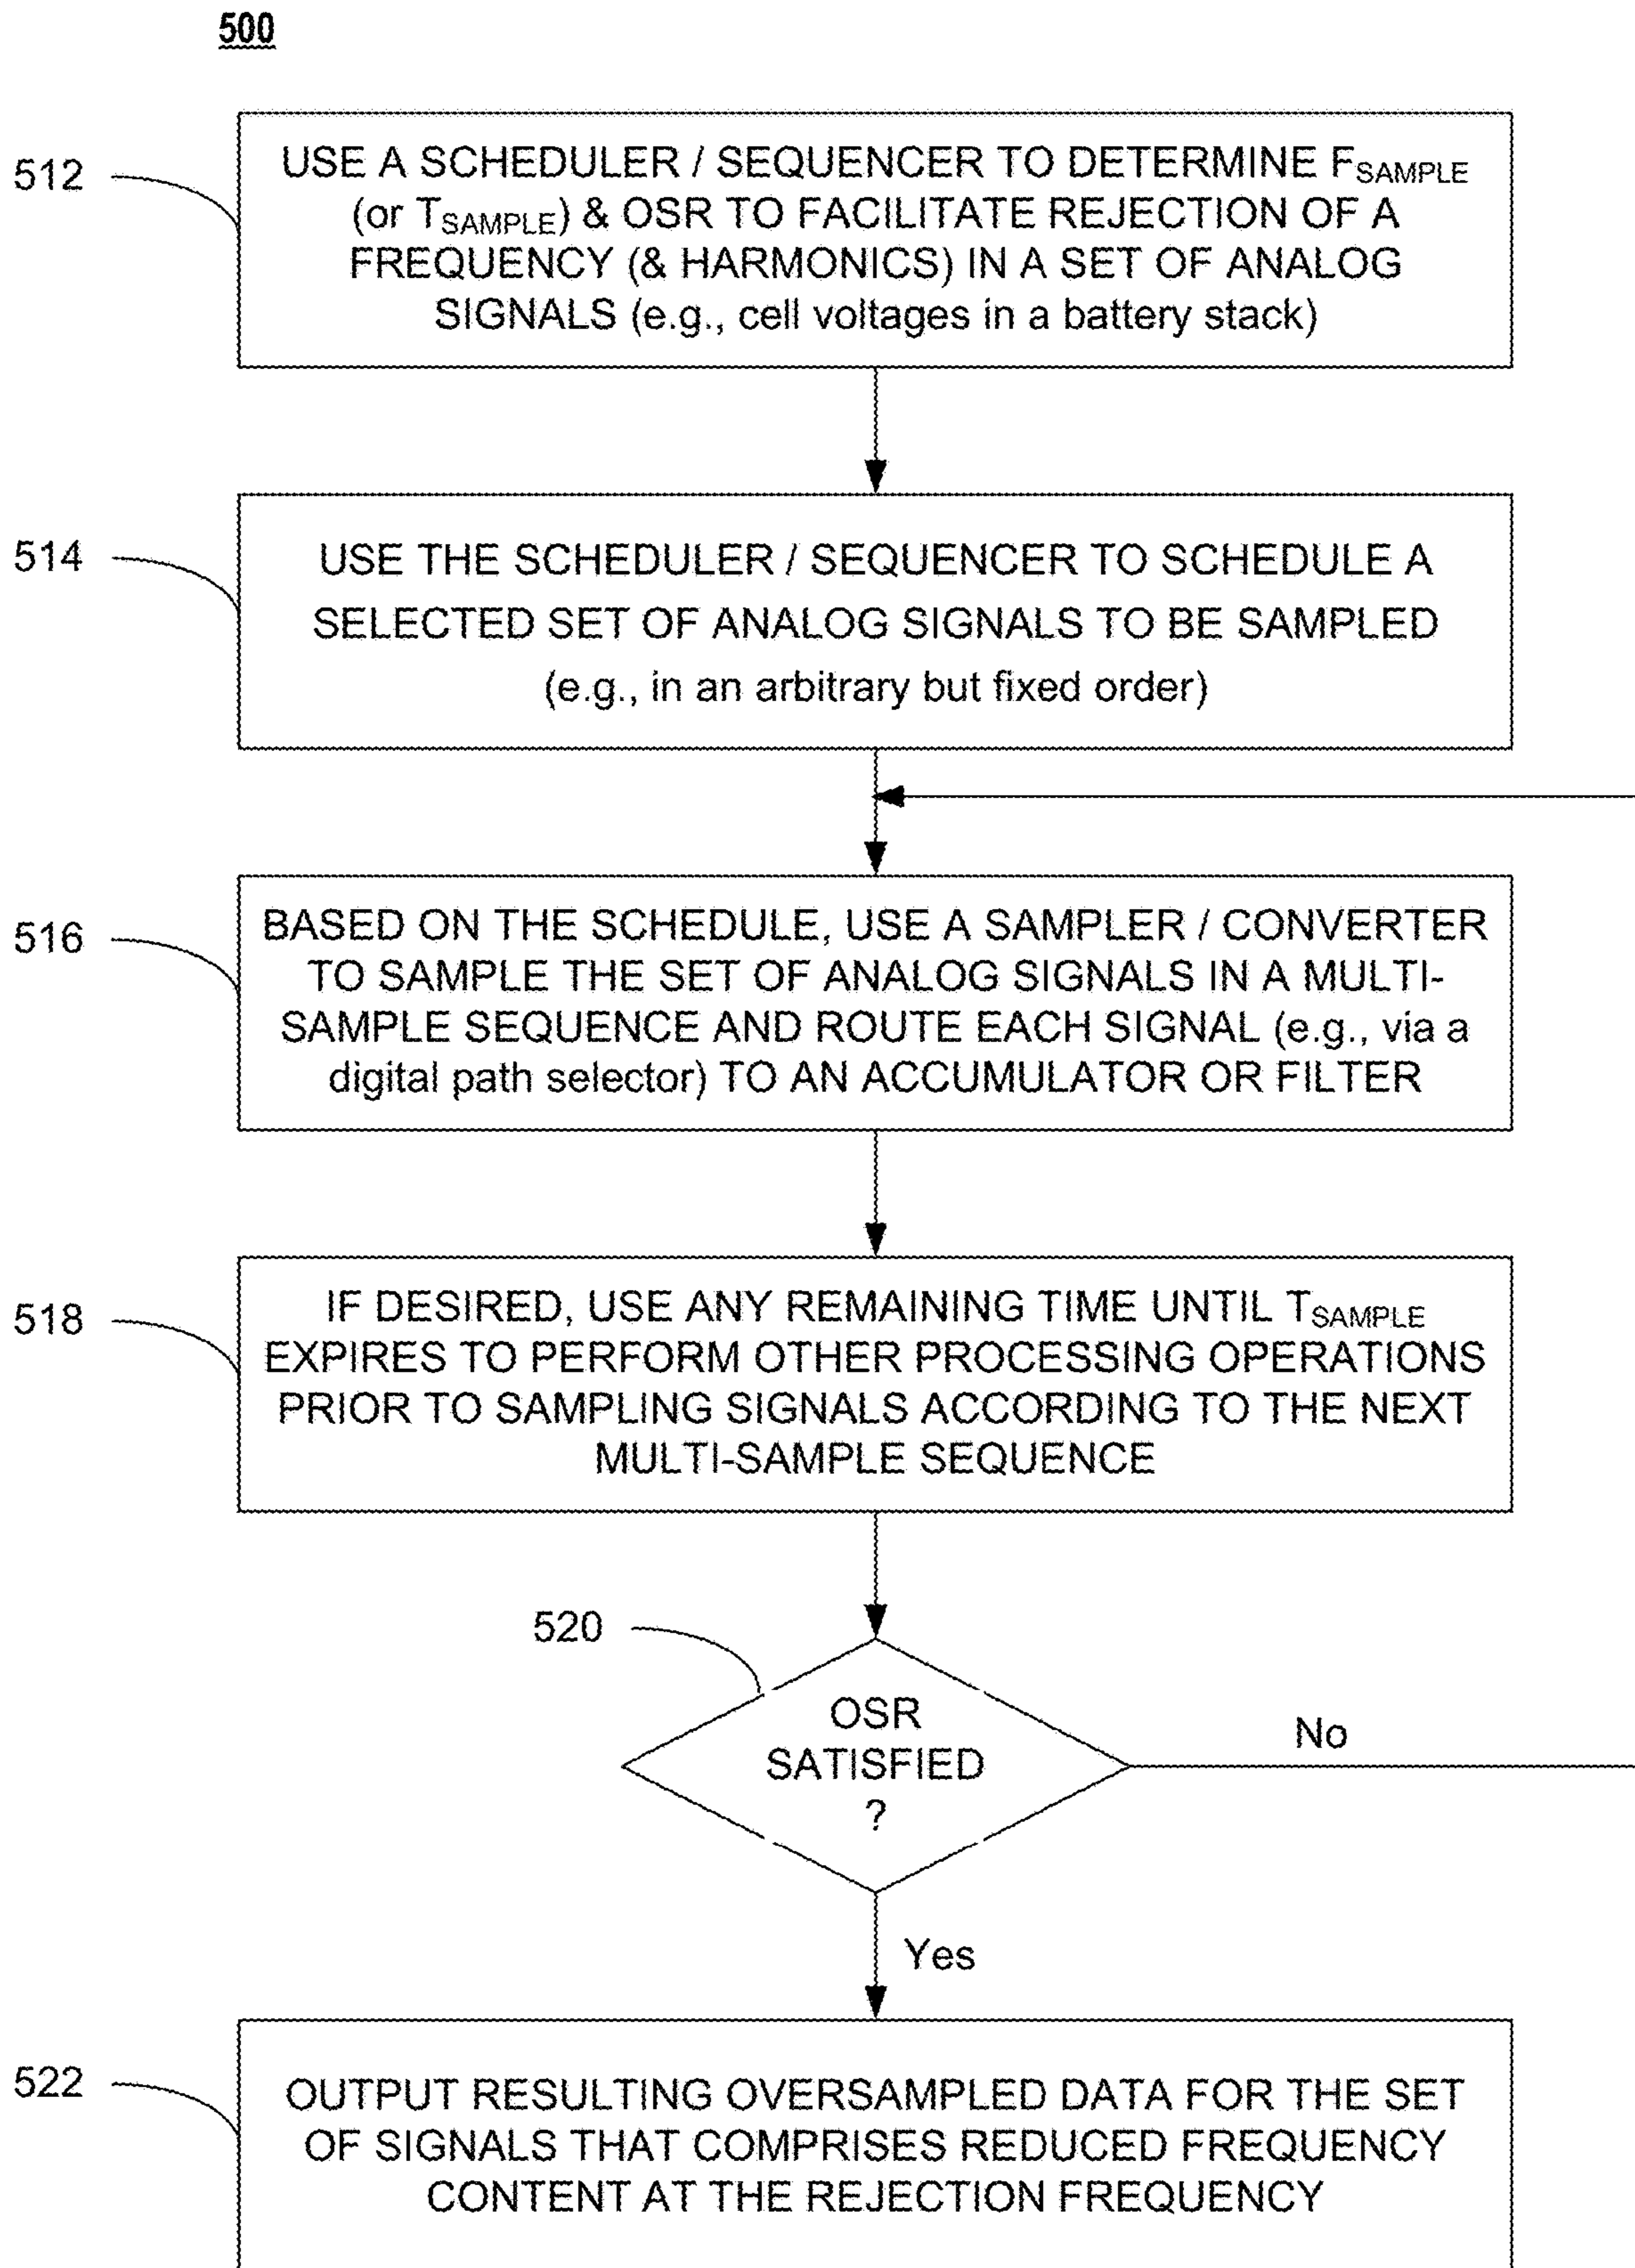 500
512
USE A SCHEDULER / SEQUENCER TO DETERMINE FSAMPLE
(or TSAMPLE) & OSR TO FACILITATE REJECTION OF A
FREQUENCY (& HARMONICS) IN A SET OF ANALOG
SIGNALS (e.g., cell voltages in a battery stack)
514
USE THE SCHEDULER / SEQUENCER TO SCHEDULE A
SELECTED SET OF ANALOG SIGNALS TO BE SAMPLED
(e.g., in an arbitrary but fixed order)
516
BASED ON THE SCHEDULE, USE A SAMPLER / CONVERTER
TO SAMPLE THE SET OF ANALOG SIGNALS IN A MULTI-
SAMPLE SEQUENCE AND ROUTE EACH SIGNAL (e.g., via a
digital path selector) TO AN ACCUMULATOR OR FILTER
518
IF DESIRED, USE ANY REMAINING TIME UNTIL TSAMPLE
EXPIRES TO PERFORM OTHER PROCESSING OPERATIONS
PRIOR TO SAMPLING SIGNALS ACCORDING TO THE NEXT
MULTI-SAMPLE SEQUENCE
520
OSR
SATISFIED
?
No
Yes
522
OUTPUT RESULTING OVERSAMPLED DATA FOR THE SET
OF SIGNALS THAT COMPRISES REDUCED FREQUENCY
CONTENT AT THE REJECTION FREQUENCY